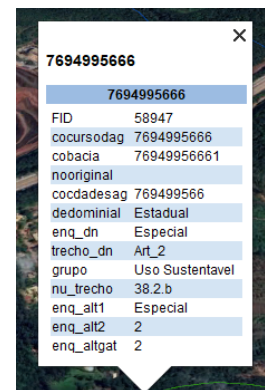 ×
7694995666
7694995666
FID 58947
cocursodag 7694995666
cobacia 76949956661
nooriginal
cocdadesag 769499566
dedominial Estadual
enq_dn Especial
trecho_dn Art_2
grupo Uso Sustentavel
nu_trecho 38.2.b
enq_alt1 Especial
enq_alt2 2
enq_altgat 2